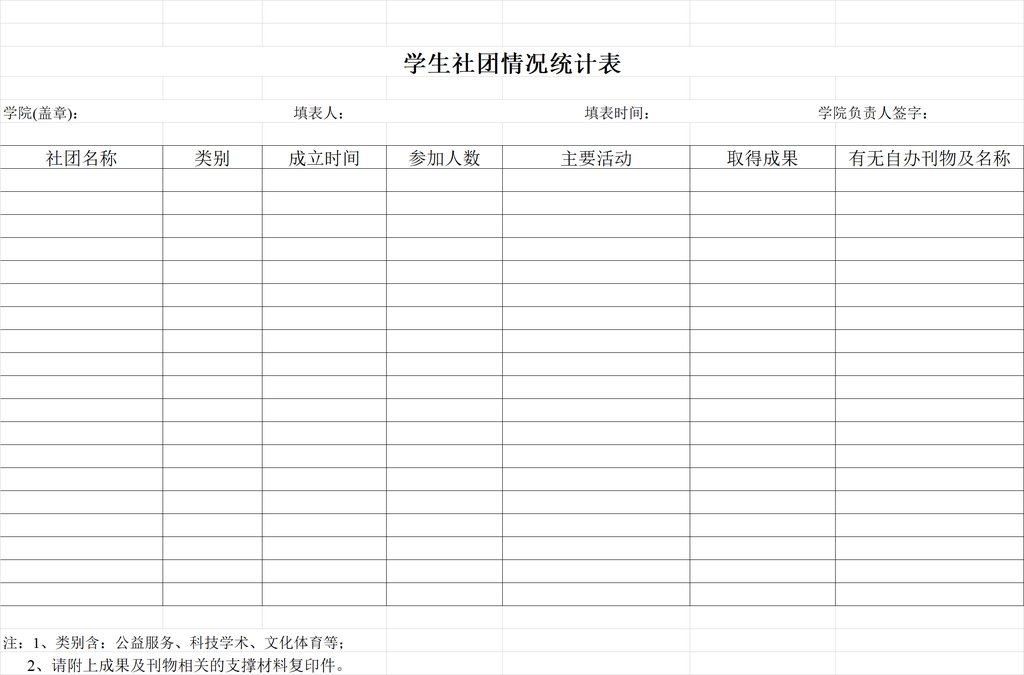 学生社团情况统计表
学院(盖章)： 填表人： 填表时间： 学院负责人签字：
社团名称 类别 成立时间 参加人数 主要活动 取得成果 有无自办刊物及名称
注：1、类别含：公益服务、科技学术、文化体育等；
2、请附上成果及刊物相关的支撑材料复印件。